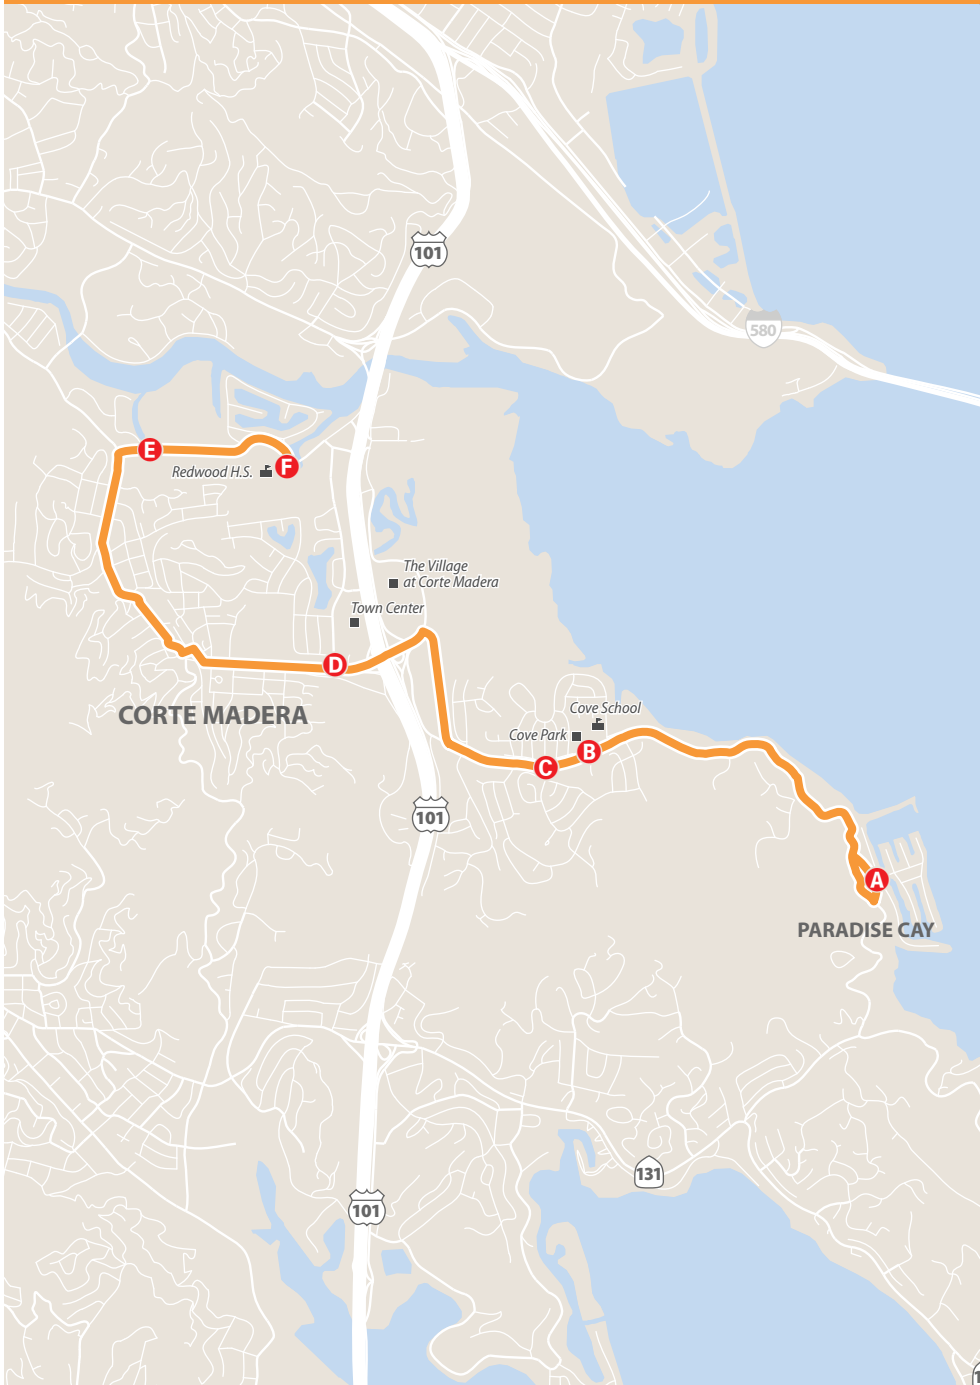 101
580
E
Redwood H.S.
F
The Village
at Corte Madera
Town Center
D
CORTE MADERA
Cove School
Cove Park
B
C
101
A
PARADISE CAY
131
101